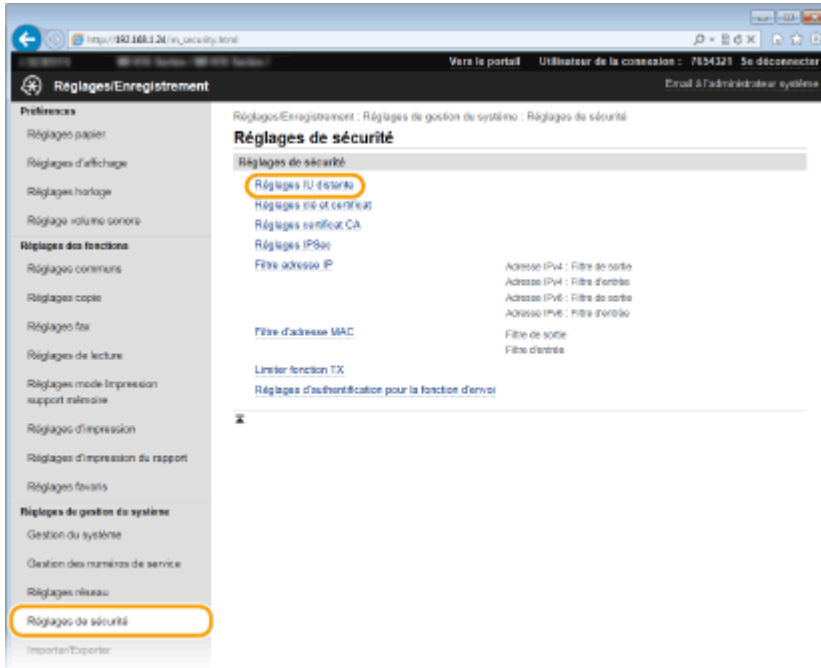 http://192.168.1.24/m_security.html
Vers le portail Utilisateur de la connexion : 7654321 Se déconnecter
Réglages/Enregistrement
Email à l'administrateur système
Préférences
Réglages papier
Réglages d'affichage
Réglages horloge
Réglage volume sonore
Réglages des fonctions
Réglages communs
Réglages copie
Réglages fax
Réglages de lecture
Réglages mode Impression
support mémoire
Réglages d'impression
Réglages d'impression du rapport
Réglages favoris
Réglages de gestion du système
Gestion du système
Gestion des numéros de service
Réglages réseau
Réglages de sécurité
Importer/Exporter
Réglages/Enregistrement : Réglages de gestion du système : Réglages de sécurité
Réglages de sécurité
Réglages de sécurité
Réglages IU distante
Réglages clé et certificat
Réglages certificat CA
Réglages IPSec
Filtre adresse IP
Adresse IPv4 : Filtre de sortie
Adresse IPv4 : Filtre d'entrée
Adresse IPv6 : Filtre de sortie
Adresse IPv6 : Filtre d'entrée
Filtre d'adresse MAC
Filtre de sortie
Filtre d'entrée
Limiter fonction TX
Réglages d'authentification pour la fonction d'envoi